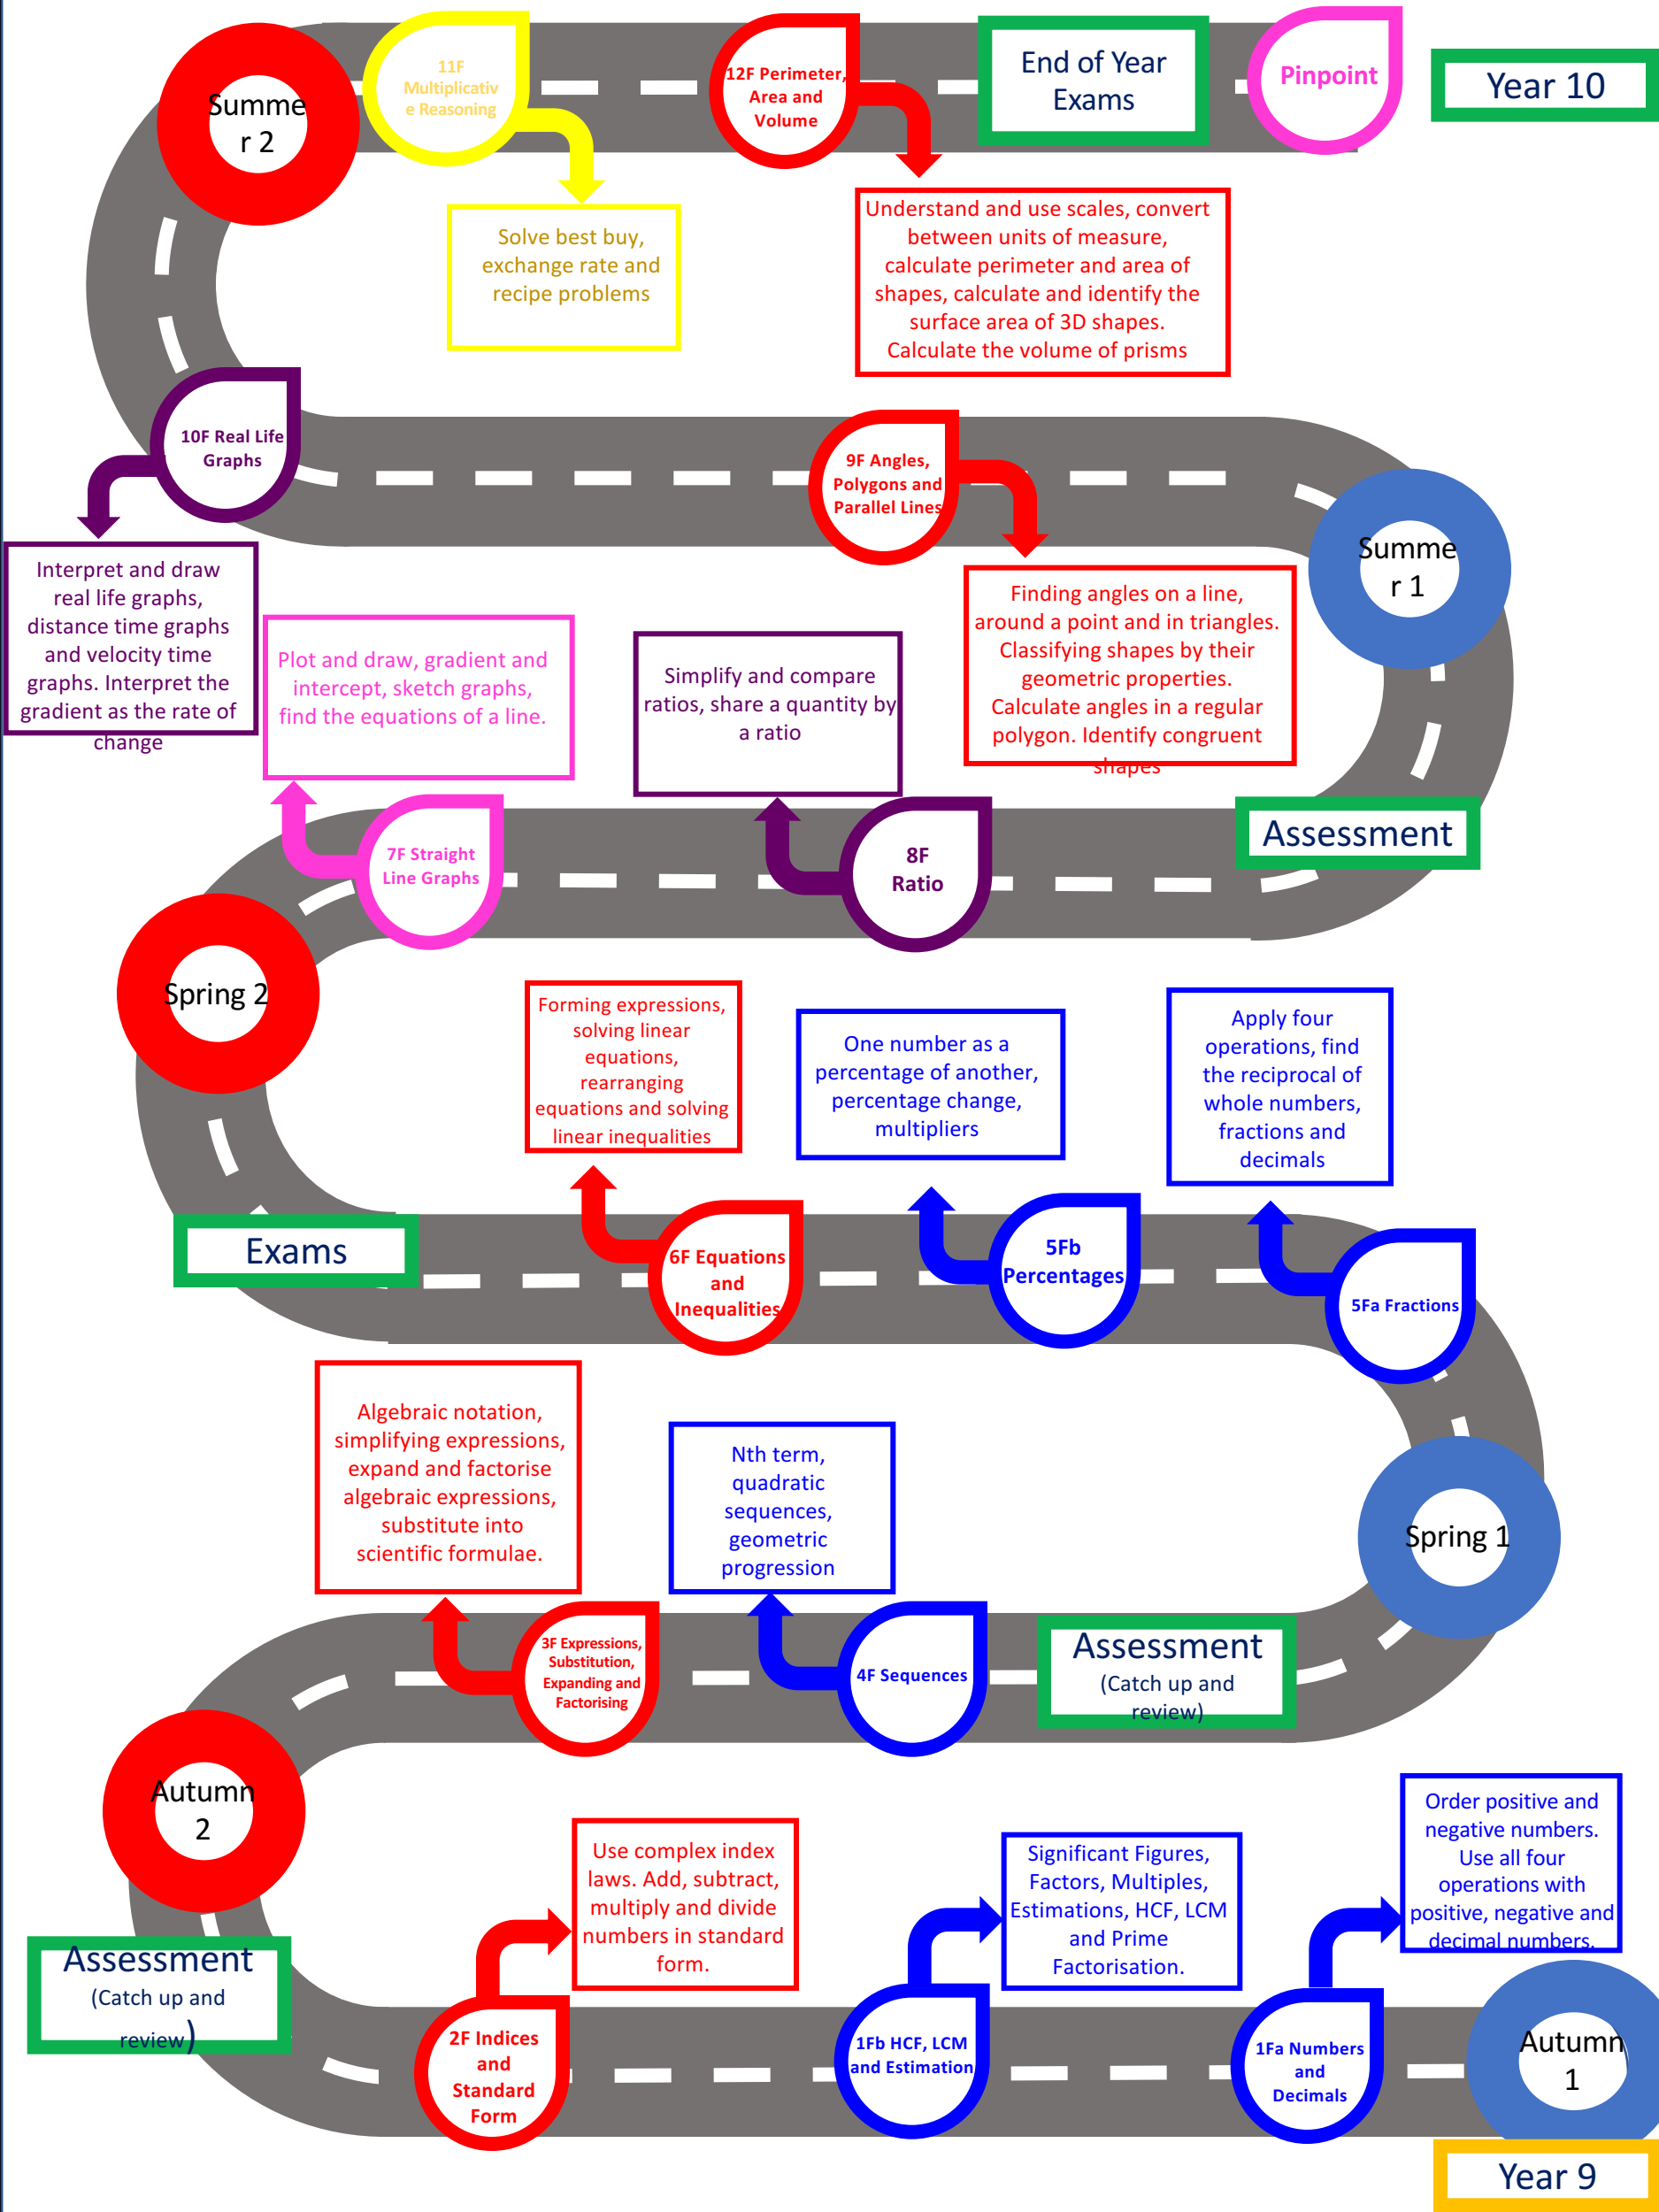 Summe
r 2
11F
Multiplicativ
e Reasoning
12F Perimeter,
Area and
Volume
End of Year
Exams
Pinpoint
Year 10
Solve best buy,
exchange rate and
recipe problems
Understand and use scales, convert
between units of measure,
calculate perimeter and area of
shapes, calculate and identify the
surface area of 3D shapes.
Calculate the volume of prisms
10F Real Life
Graphs
9F Angles,
Polygons and
Parallel Lines
Summe
r 1
Interpret and draw
real life graphs,
distance time graphs
and velocity time
graphs. Interpret the
gradient as the rate of
change
Plot and draw, gradient and
intercept, sketch graphs,
find the equations of a line.
Simplify and compare
ratios, share a quantity by
a ratio
Finding angles on a line,
around a point and in triangles.
Classifying shapes by their
geometric properties.
Calculate angles in a regular
polygon. Identify congruent
shapes
7F Straight
Line Graphs
8F
Ratio
Assessment
Spring 2
Forming expressions,
solving linear
equations,
rearranging
equations and solving
linear inequalities
One number as a
percentage of another,
percentage change,
multipliers
Apply four
operations, find
the reciprocal of
whole numbers,
fractions and
decimals
Exams
6F Equations
and
Inequalities
5Fb
Percentages
5Fa Fractions
Algebraic notation,
simplifying expressions,
expand and factorise
algebraic expressions,
substitute into
scientific formulae.
Nth term,
quadratic
sequences,
geometric
progression
Spring 1
3F Expressions,
Substitution,
Expanding and
Factorising
4F Sequences
Assessment
(Catch up and
review)
Autumn
2
Use complex index
laws. Add, subtract,
multiply and divide
numbers in standard
form.
Significant Figures,
Factors, Multiples,
Estimations, HCF, LCM
and Prime
Factorisation.
Order positive and
negative numbers.
Use all four
operations with
positive, negative and
decimal numbers.
Assessment
(Catch up and
review)
2F Indices
and
Standard
Form
1Fb HCF, LCM
and Estimation
1Fa Numbers
and
Decimals
Autumn
1
Year 9